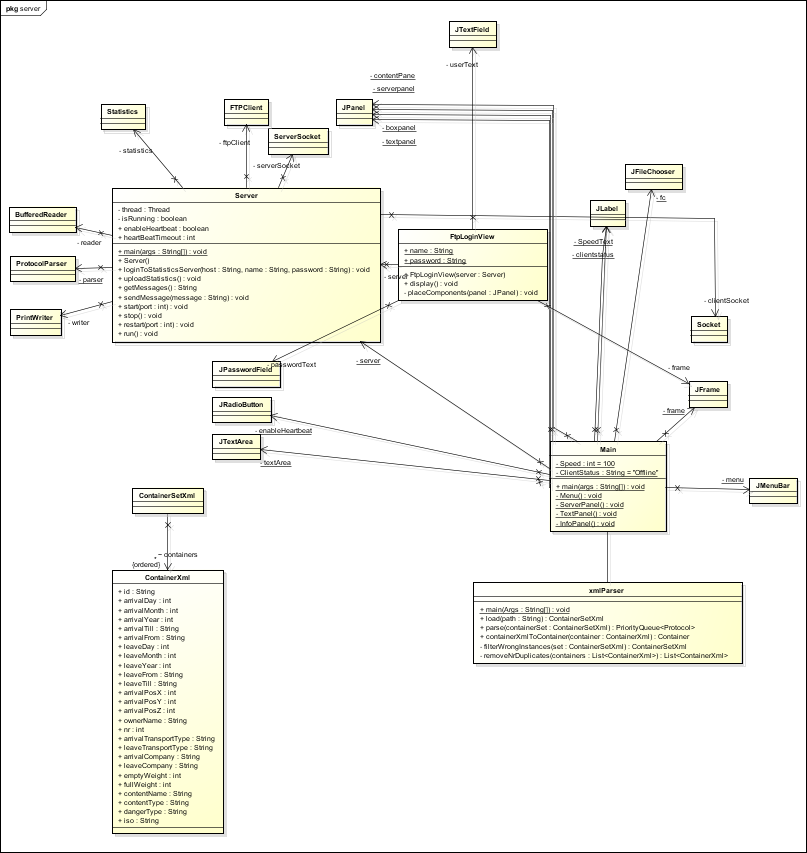 pkg server
JTextField
- userText
- contentPane
- serverpanel
Statistics
FTPClient
JPanel
- boxpanel
- textpanel
- statistics
- ftpClient
ServerSocket
- serverSocket
JFileChooser
- fc
JLabel
- SpeedText
- clientstatus
Server
- thread : Thread
- isRunning : boolean
+ enableHeartbeat : boolean
+ heartBeatTimeout : int
+ main(args : String[]) : void
+ Server()
+ loginToStatisticsServer(host : String, name : String, password : String) : void
+ uploadStatistics() : void
+ getMessages() : String
+ sendMessage(message : String) : void
+ start(port : int) : void
+ stop() : void
+ restart(port : int) : void
+ run() : void
BufferedReader
- reader
ProtocolParser
- parser
PrintWriter
- writer
FtpLoginView
+ name : String
+ password : String
+ FtpLoginView(server : Server)
+ display() : void
- placeComponents(panel : JPanel) : void
- server
- clientSocket
Socket
- passwordText
JPasswordField
- server
- frame
JFrame
- frame
JRadioButton
- enableHeartbeat
JTextArea
- textArea
Main
- Speed : int = 100
- ClientStatus : String = "Offline"
+ main(args : String[]) : void
- Menu() : void
- ServerPanel() : void
- TextPanel() : void
- InfoPanel() : void
- menu
JMenuBar
ContainerSetXml
* ~ containers
{ordered}
ContainerXml
+ id : String
+ arrivalDay : int
+ arrivalMonth : int
+ arrivalYear : int
+ arrivalTill : String
+ arrivalFrom : String
+ leaveDay : int
+ leaveMonth : int
+ leaveYear : int
+ leaveFrom : String
+ leaveTill : String
+ arrivalPosX : int
+ arrivalPosY : int
+ arrivalPosZ : int
+ ownerName : String
+ nr : int
+ arrivalTransportType : String
+ leaveTransportType : String
+ arrivalCompany : String
+ leaveCompany : String
+ emptyWeight : int
+ fullWeight : int
+ contentName : String
+ contentType : String
+ dangerType : String
+ iso : String
xmlParser
+ main(Args : String[]) : void
+ load(path : String) : ContainerSetXml
+ parse(containerSet : ContainerSetXml) : PriorityQueue<Protocol>
+ containerXmlToContainer(container : ContainerXml) : Container
- filterWrongInstances(set : ContainerSetXml) : ContainerSetXml
- removeNrDuplicates(containers : List<ContainerXml>) : List<ContainerXml>